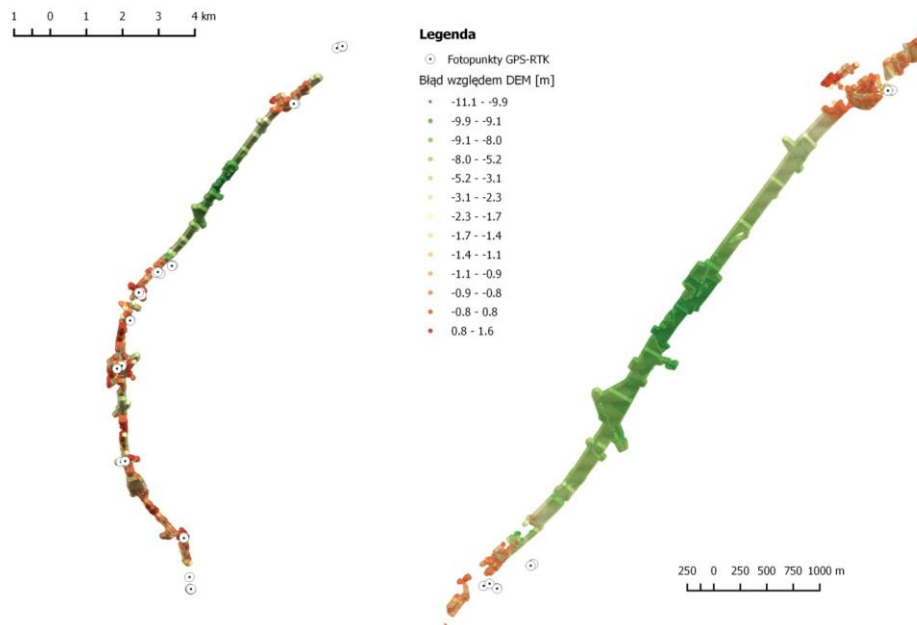 1 0 1 2 3 4 km
Legenda
Fotopunkty GPS-RTK
Błąd względem DEM [m]
-11.1 - -9.9
-9.9 - -9.1
-9.1 - -8.0
-8.0 - -5.2
-5.2 - -3.1
-3.1 - -2.3
-2.3 - -1.7
-1.7 - -1.4
-1.4 - -1.1
-1.1 - -0.9
-0.9 - -0.8
-0.8 - 0.8
0.8 - 1.6
250 0 250 500 750 1000 m